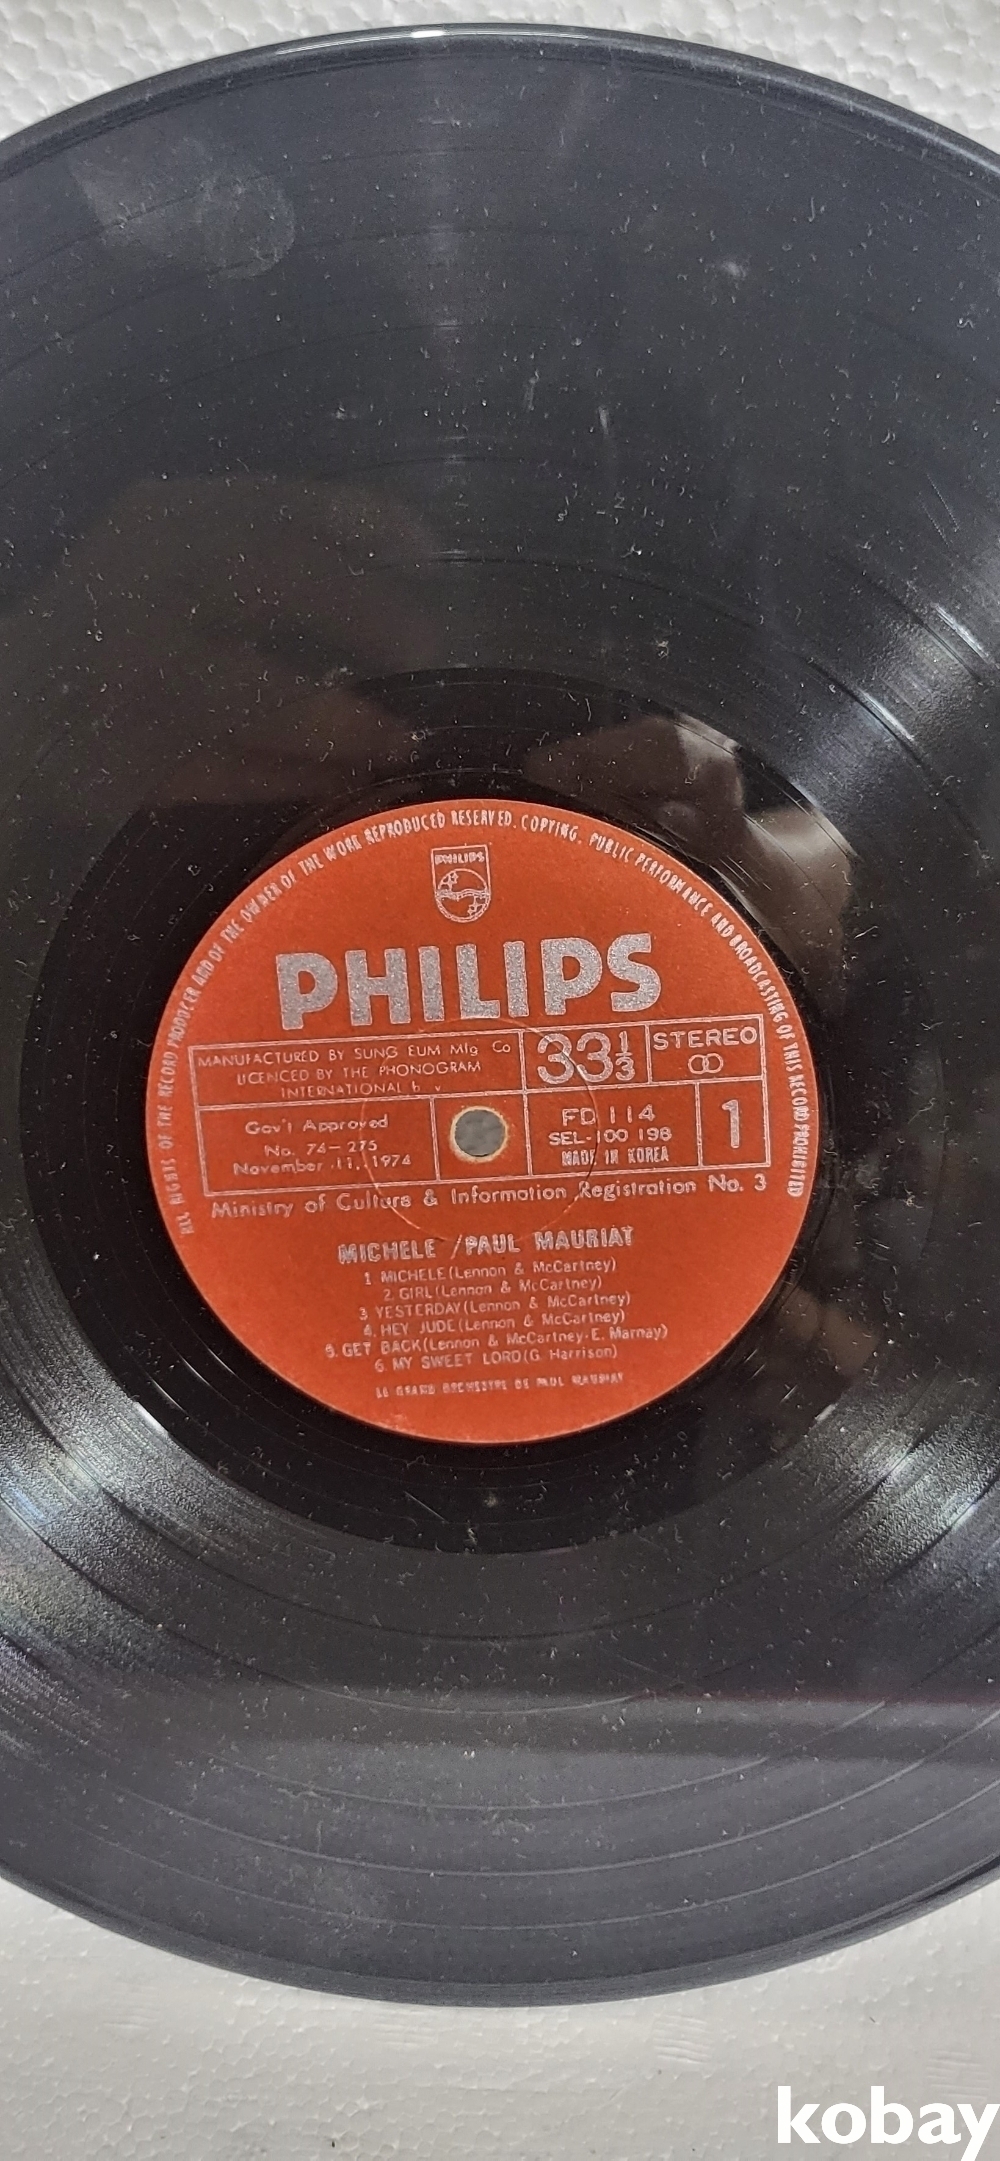 ALL RIGHTS OF THE RECORD PRODUCER AND OF THE OWNER OF THE WORK REPRODUCED RESERVED. COPYING. PUBLIC PERFORMANCE AND BROADCASTING OF THIS RECORD PROHIBITED
PHILIPS
PHILIPS
MANUFACTURED BY SUNG EUM Mfg Co
LICENCED BY THE PHONOGRAM
INTERNATIONAL b v
33 1/3
STEREO
Gov't Approved
No. 74-275
November 11, 1974
FD 114
SEL-100 198
MADE IN KOREA
1
Ministry of Culture & Information Registration No. 3
MICHELE /PAUL MAURIAT
1 MICHELE (Lennon & McCartney)
2. GIRL (Lennon & McCartney)
3 YESTERDAY (Lennon & McCartney)
4. HEY JUDE (Lennon & McCartney)
5. GET BACK (Lennon & McCartney-E. Marnay)
6 MY SWEET LORD (G. Harrison)
LE GRAND ORCHESTRE DE PAUL MAURIAT
kobay